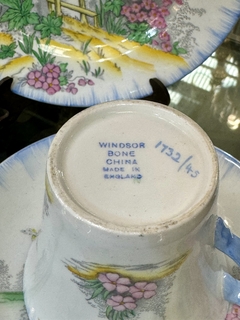 WINDSOR
BONE
CHINA
MADE IN
ENGLAND
1732/43